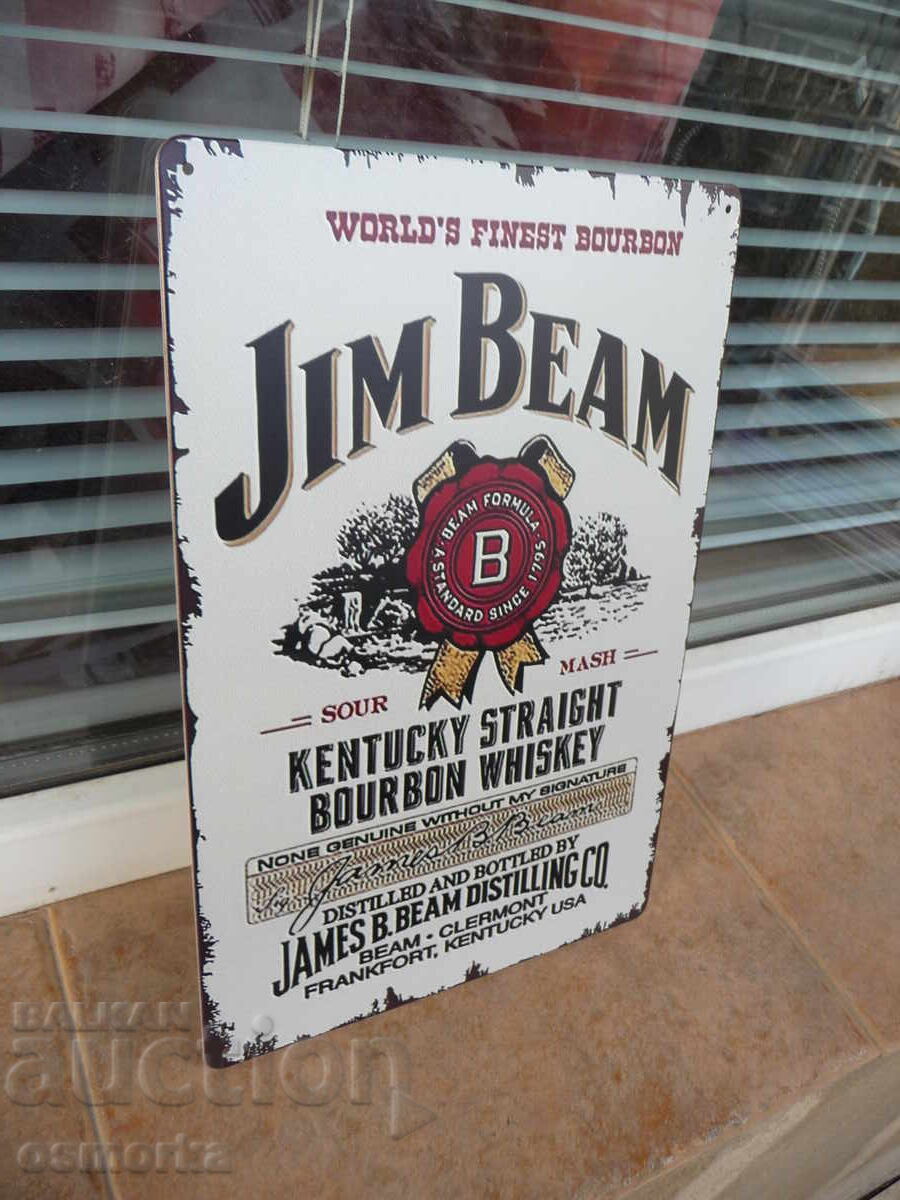 WORLD'S FINEST BOURBON
JIM BEAM
A · BEAM FORMULA ·
STANDARD SINCE 1795
B
SOUR MASH
KENTUCKY STRAIGHT
BOURBON WHISKEY
NONE GENUINE WITHOUT MY SIGNATURE
by James B. Beam
DISTILLED AND BOTTLED BY
JAMES B. BEAM DISTILLING CO.
BEAM · CLERMONT
FRANKFORT, KENTUCKY USA
BALKAN
auction
osmorka